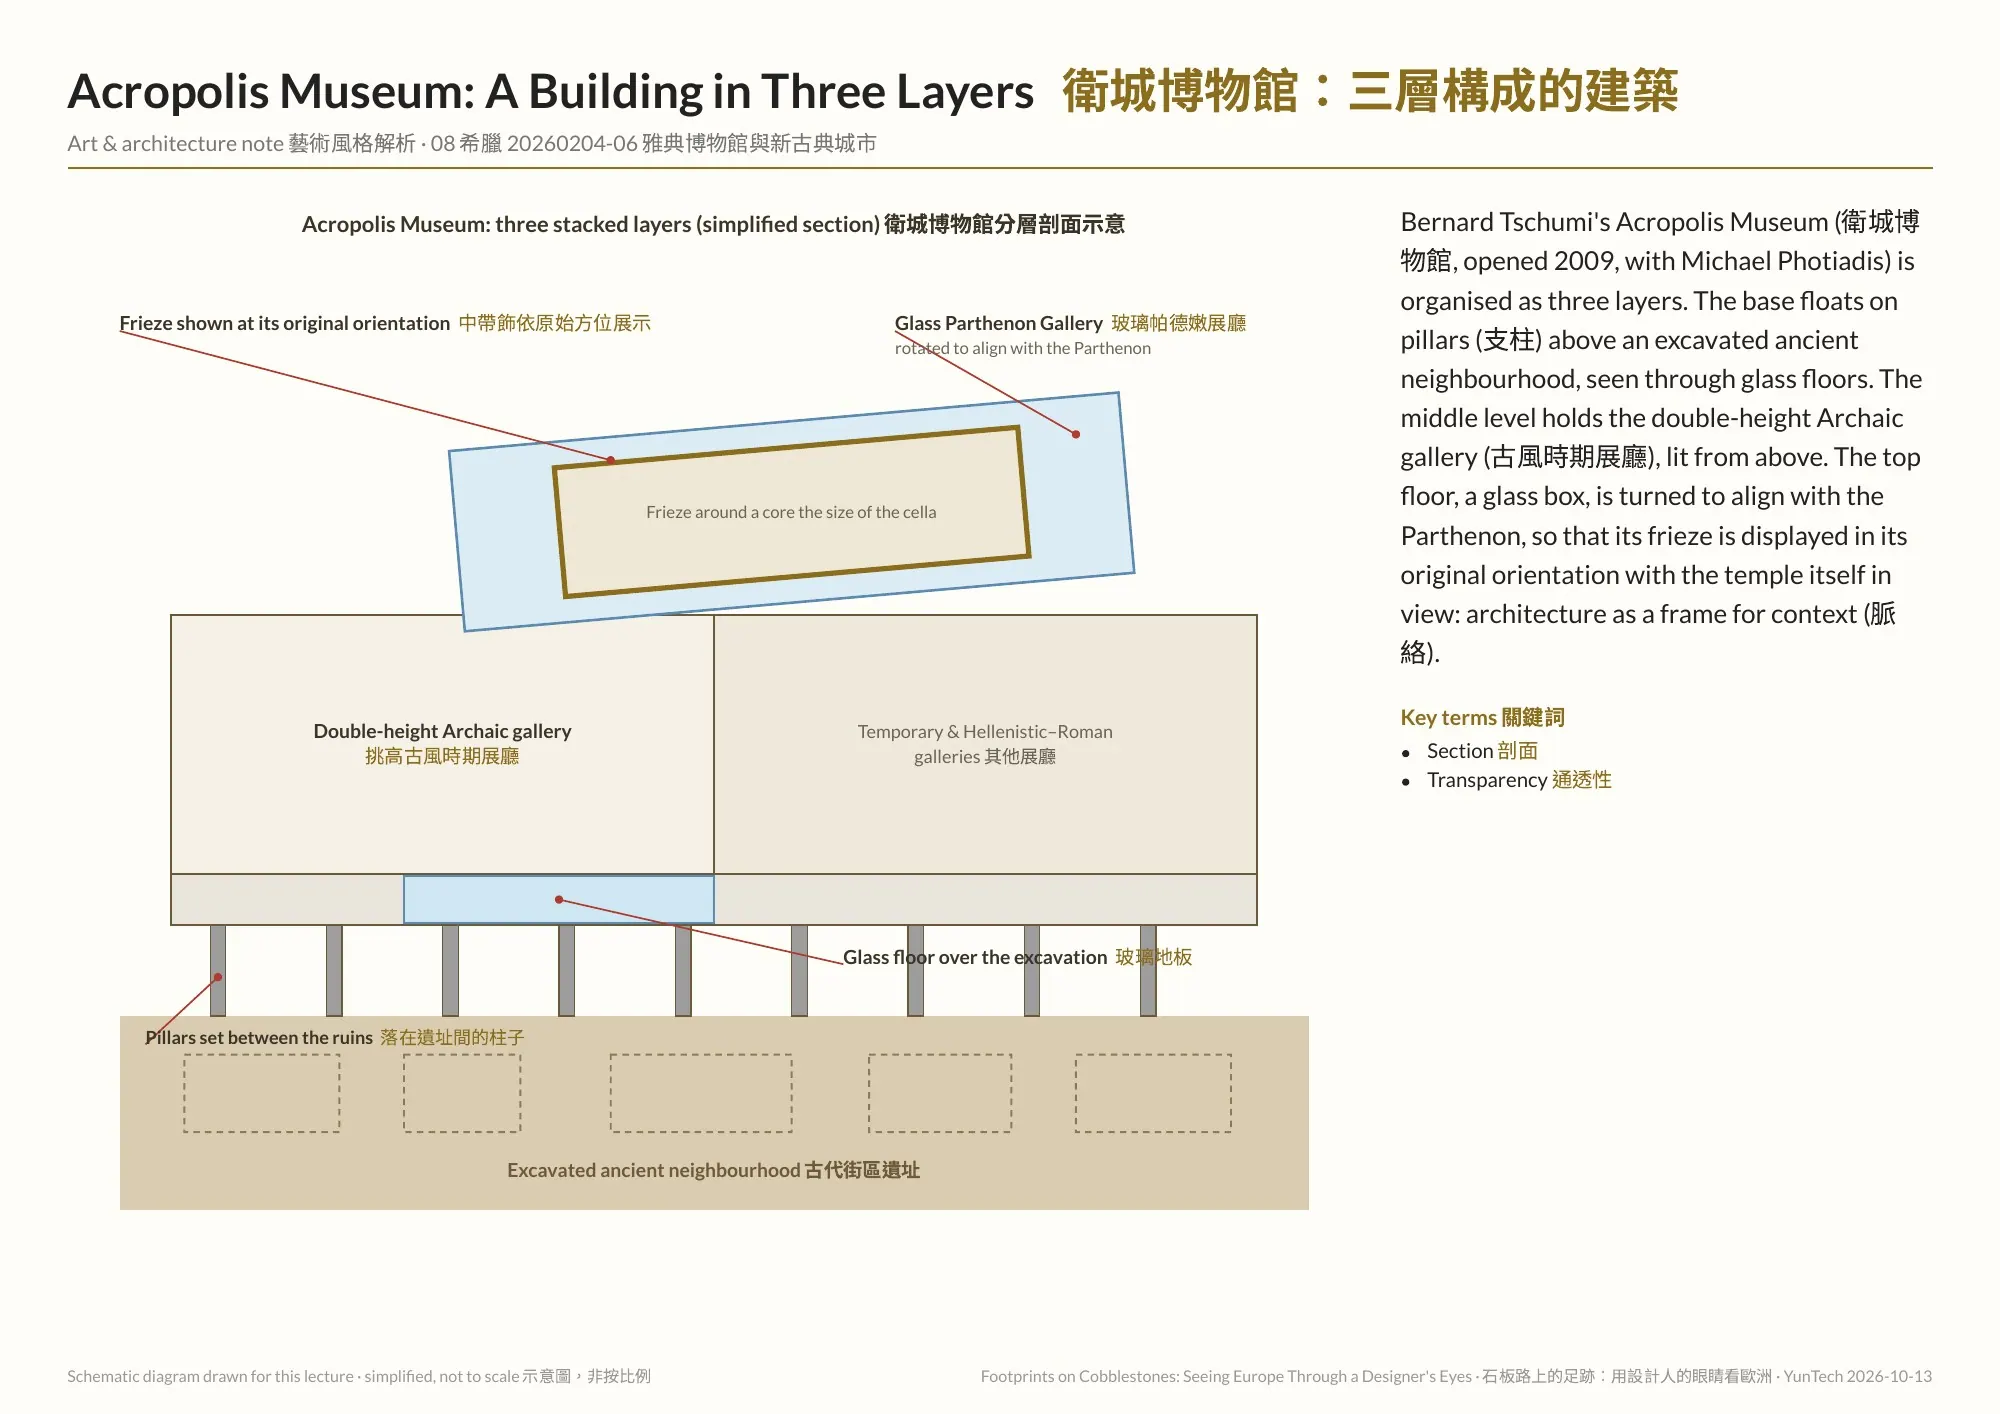 Acropolis Museum: A Building in Three Layers 衛城博物館：三層構成的建築
Art & architecture note 藝術風格解析 · 08 希臘 20260204-06 雅典博物館與新古典城市
Acropolis Museum: three stacked layers (simplified section) 衛城博物館分層剖面示意
Frieze shown at its original orientation 中帶飾依原始方位展示
Glass Parthenon Gallery 玻璃帕德嫩展廳
rotated to align with the Parthenon
Frieze around a core the size of the cella
Double-height Archaic gallery
挑高古風時期展廳
Temporary & Hellenistic–Roman
galleries 其他展廳
Glass floor over the excavation 玻璃地板
Pillars set between the ruins 落在遺址間的柱子
Excavated ancient neighbourhood 古代街區遺址
Bernard Tschumi's Acropolis Museum (衛城博
物館, opened 2009, with Michael Photiadis) is
organised as three layers. The base floats on
pillars (支柱) above an excavated ancient
neighbourhood, seen through glass floors. The
middle level holds the double-height Archaic
gallery (古風時期展廳), lit from above. The top
floor, a glass box, is turned to align with the
Parthenon, so that its frieze is displayed in its
original orientation with the temple itself in
view: architecture as a frame for context (脈
絡).
Key terms 關鍵詞
• Section 剖面
• Transparency 通透性
Schematic diagram drawn for this lecture · simplified, not to scale 示意圖，非按比例
Footprints on Cobblestones: Seeing Europe Through a Designer's Eyes · 石板路上的足跡：用設計人的眼睛看歐洲 · YunTech 2026-10-13